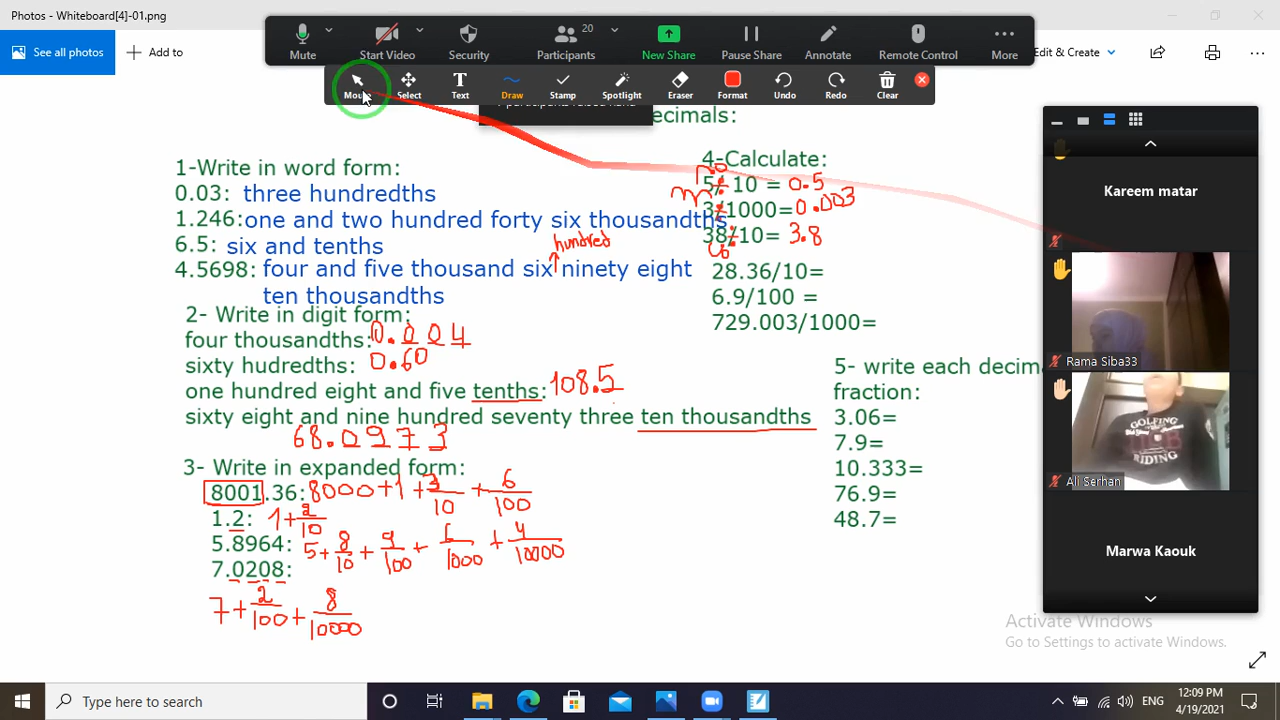 Photos - Whiteboard[4]-01.png
See all photos
Add to
Edit & Create
Mute
Start Video
Security
20
Participants
New Share
Pause Share
Annotate
Remote Control
More
Select
Text
Draw
Stamp
Spotlight
Eraser
Format
Undo
Redo
Clear
ecimals:
1-Write in word form:
0.03: three hundredths
1.246: one and two hundred forty six thousandths
6.5: six and tenths
hundred
4.5698: four and five thousand six ninety eight
ten thousandths
2- Write in digit form:
four thousandths: 0.004
sixty hudredths: 0.60
one hundred eight and five tenths: 108.5
sixty eight and nine hundred seventy three ten thousandths
68.0973
3- Write in expanded form:
8001.36: 8000+1+3/10+6/100
1.2: 1+2/10
5.8964: 5+8/10+9/100+6/1000+4/10000
7.0208:
7+2/100+8/10000
4-Calculate:
5/10 = 0.5
3/1000= 0.003
38/10= 3.8
28.36/10=
6.9/100 =
729.003/1000=
5- write each decima
fraction:
3.06=
7.9=
10.333=
76.9=
48.7=
Kareem matar
Rama Siba33
GOLFING
RIDING
Ali Serhan
Marwa Kaouk
Activate Windows
Go to Settings to activate Windows.
Type here to search
ENG
12:09 PM
4/19/2021